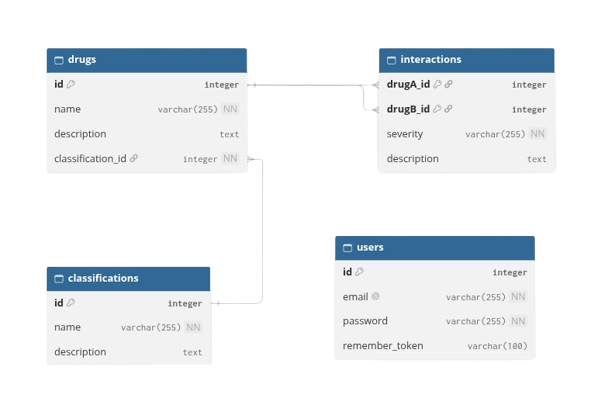 drugs
id integer
name varchar(255) NN
description text
classification_id integer NN
interactions
drugA_id integer
drugB_id integer
severity varchar(255) NN
description text
classifications
id integer
name varchar(255) NN
description text
users
id integer
email varchar(255) NN
password varchar(255) NN
remember_token varchar(100)